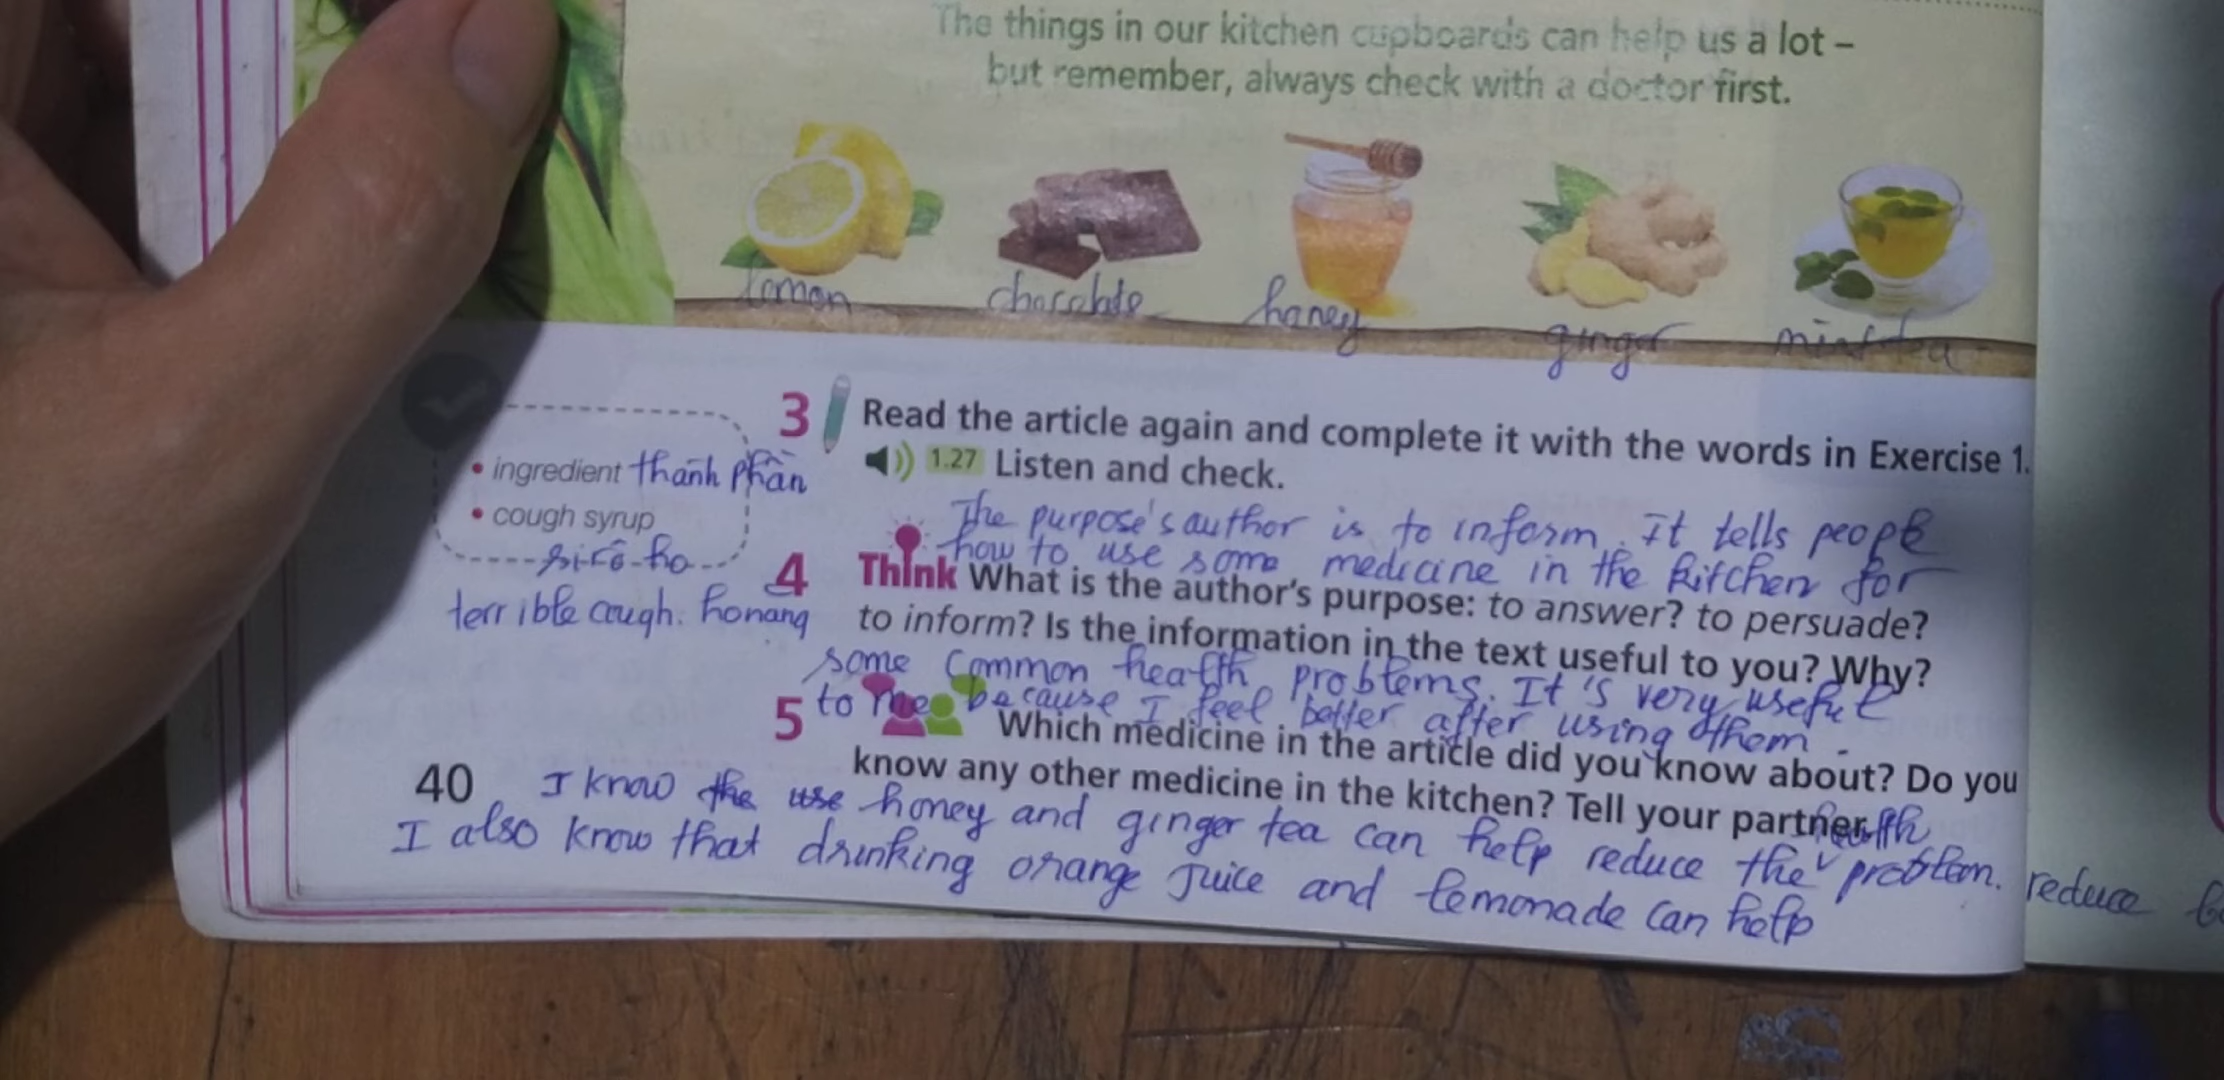 The things in our kitchen cupboards can help us a lot –
but remember, always check with a doctor first.
lemon chocolate honey ginger mint tea
3 Read the article again and complete it with the words in Exercise 1.
1.27 Listen and check.
• ingredient thành phần
• cough syrup
si-rô-ho
terrible cough: honang
The purpose's author is to inform. It tells people
how to use some medicine in the kitchen for
4 Think What is the author's purpose: to answer? to persuade?
to inform? Is the information in the text useful to you? Why?
some common health problems. It's very useful
to me because I feel better after using them.
5 Which medicine in the article did you know about? Do you
know any other medicine in the kitchen? Tell your partner.
40
I know the use honey and ginger tea can help reduce the health problem.
I also know that drinking orange juice and lemonade can help
reduce